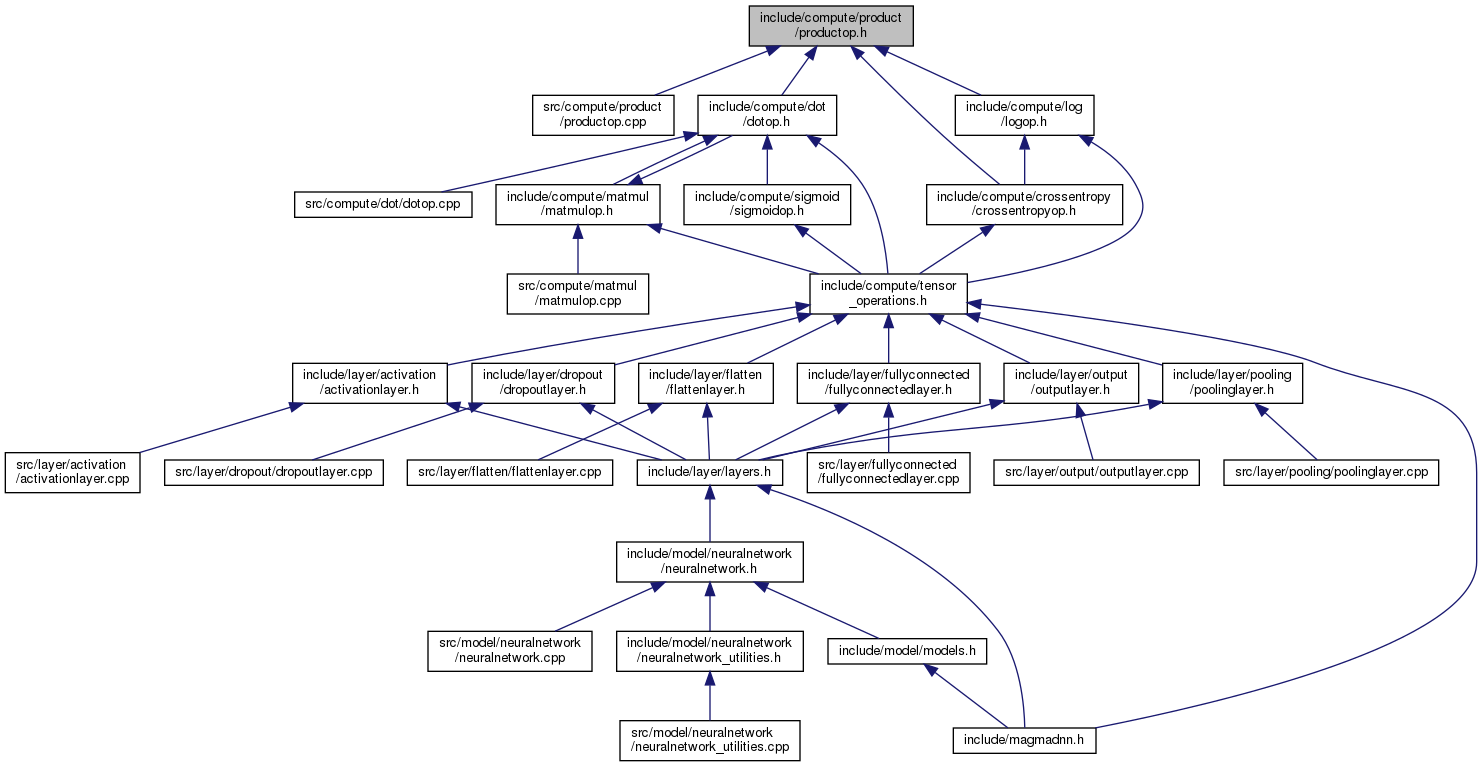 include/compute/product
/productop.h
src/compute/product
/productop.cpp
include/compute/dot
/dotop.h
include/compute/log
/logop.h
src/compute/dot/dotop.cpp
include/compute/matmul
/matmulop.h
include/compute/sigmoid
/sigmoidop.h
include/compute/crossentropy
/crossentropyop.h
src/compute/matmul
/matmulop.cpp
include/compute/tensor
_operations.h
include/layer/activation
/activationlayer.h
include/layer/dropout
/dropoutlayer.h
include/layer/flatten
/flattenlayer.h
include/layer/fullyconnected
/fullyconnectedlayer.h
include/layer/output
/outputlayer.h
include/layer/pooling
/poolinglayer.h
src/layer/activation
/activationlayer.cpp
src/layer/dropout/dropoutlayer.cpp
src/layer/flatten/flattenlayer.cpp
include/layer/layers.h
src/layer/fullyconnected
/fullyconnectedlayer.cpp
src/layer/output/outputlayer.cpp
src/layer/pooling/poolinglayer.cpp
include/model/neuralnetwork
/neuralnetwork.h
src/model/neuralnetwork
/neuralnetwork.cpp
include/model/neuralnetwork
/neuralnetwork_utilities.h
include/model/models.h
src/model/neuralnetwork
/neuralnetwork_utilities.cpp
include/magmadnn.h